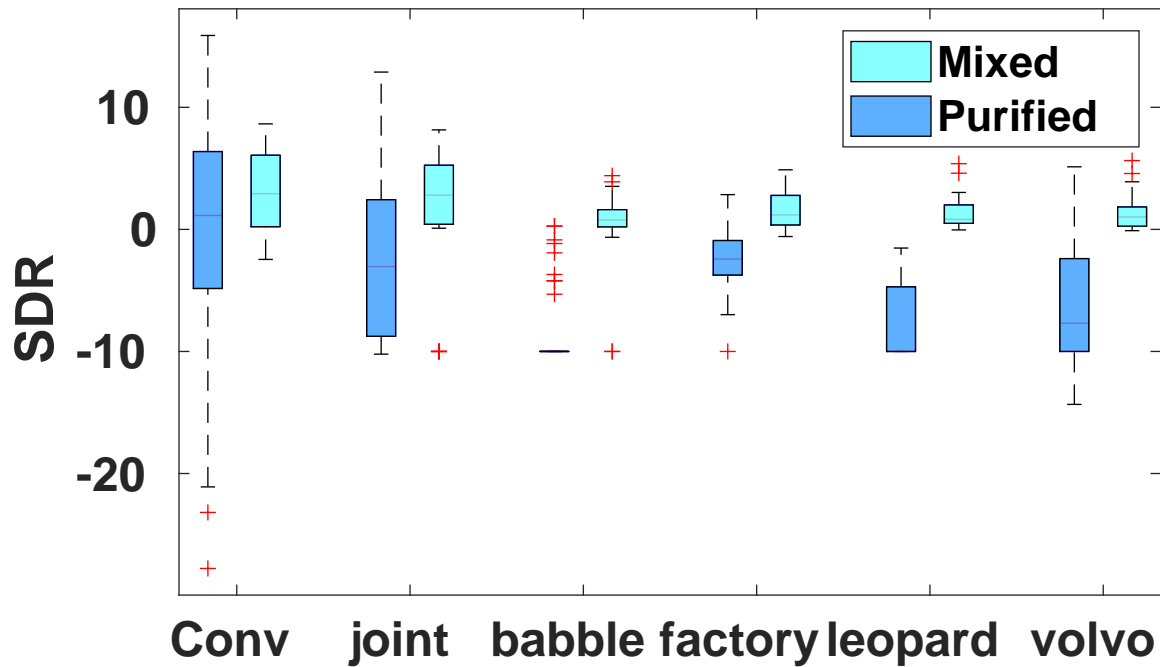 Mixed
Purified
SDR
10
0
-10
-20
Conv joint babble factory leopard volvo